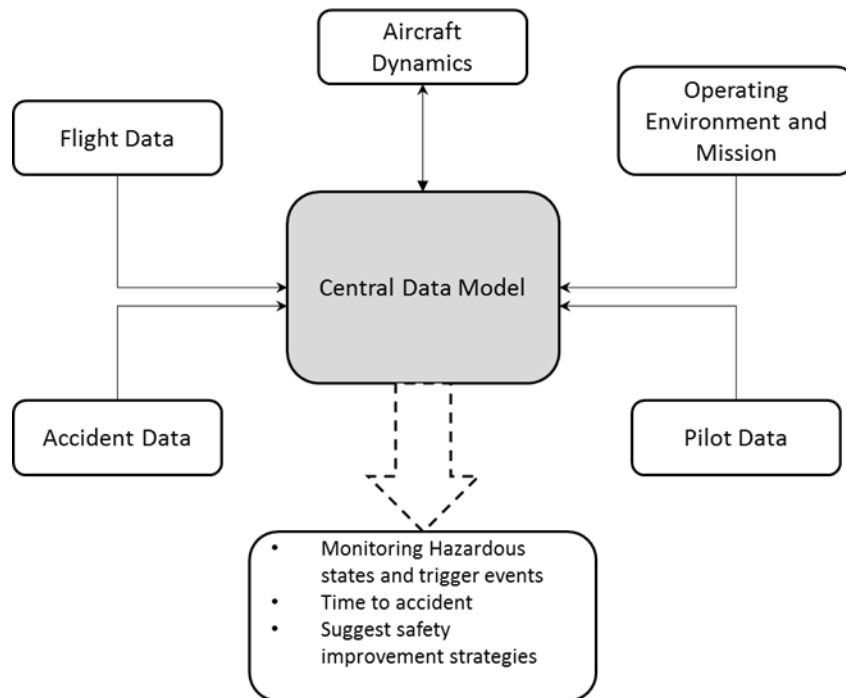 Aircraft
Dynamics
Flight Data
Operating
Environment and
Mission
Central Data Model
Accident Data
Pilot Data
• Monitoring Hazardous
states and trigger events
• Time to accident
• Suggest safety
improvement strategies